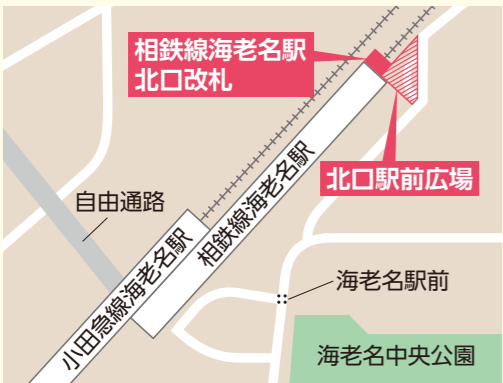 相鉄線海老名駅
北口改札
北口駅前広場
自由通路
相鉄線海老名駅
小田急線海老名駅
海老名駅前
海老名中央公園